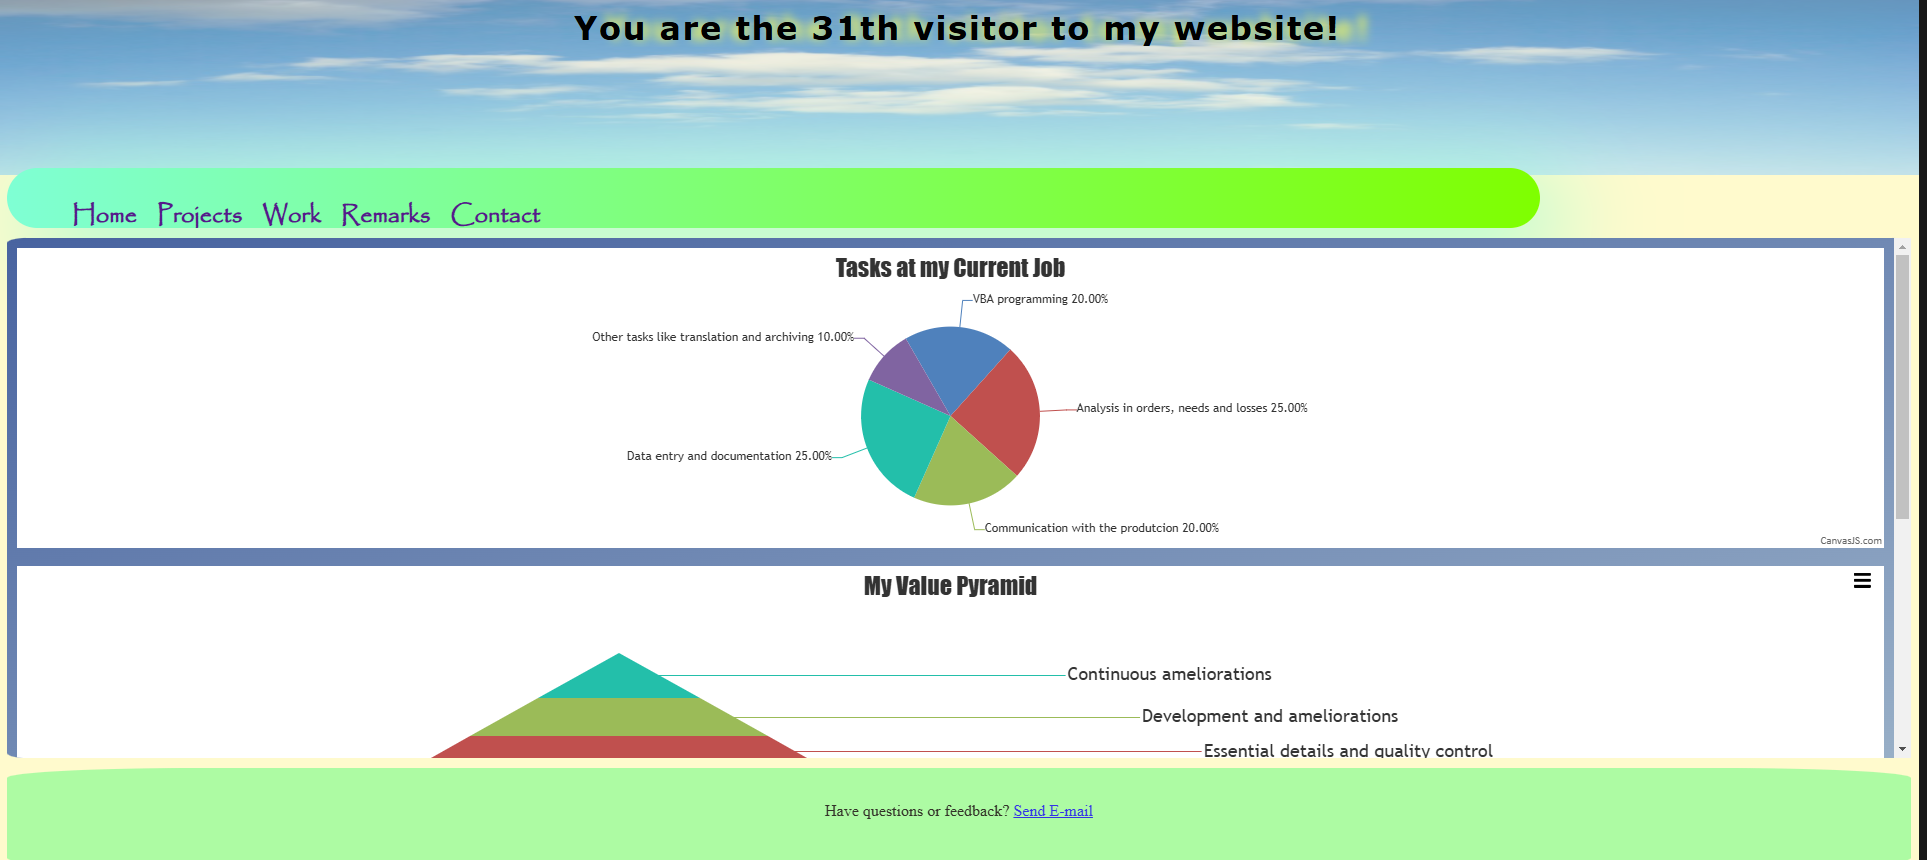 You are the 31th visitor to my website!
Home Projects Work Remarks Contact
Tasks at my Current Job
VBA programming 20.00%
Other tasks like translation and archiving 10.00%
Analysis in orders, needs and losses 25.00%
Data entry and documentation 25.00%
Communication with the produtcion 20.00%
CanvasJS.com
My Value Pyramid
Continuous ameliorations
Development and ameliorations
Essential details and quality control
Have questions or feedback? Send E-mail